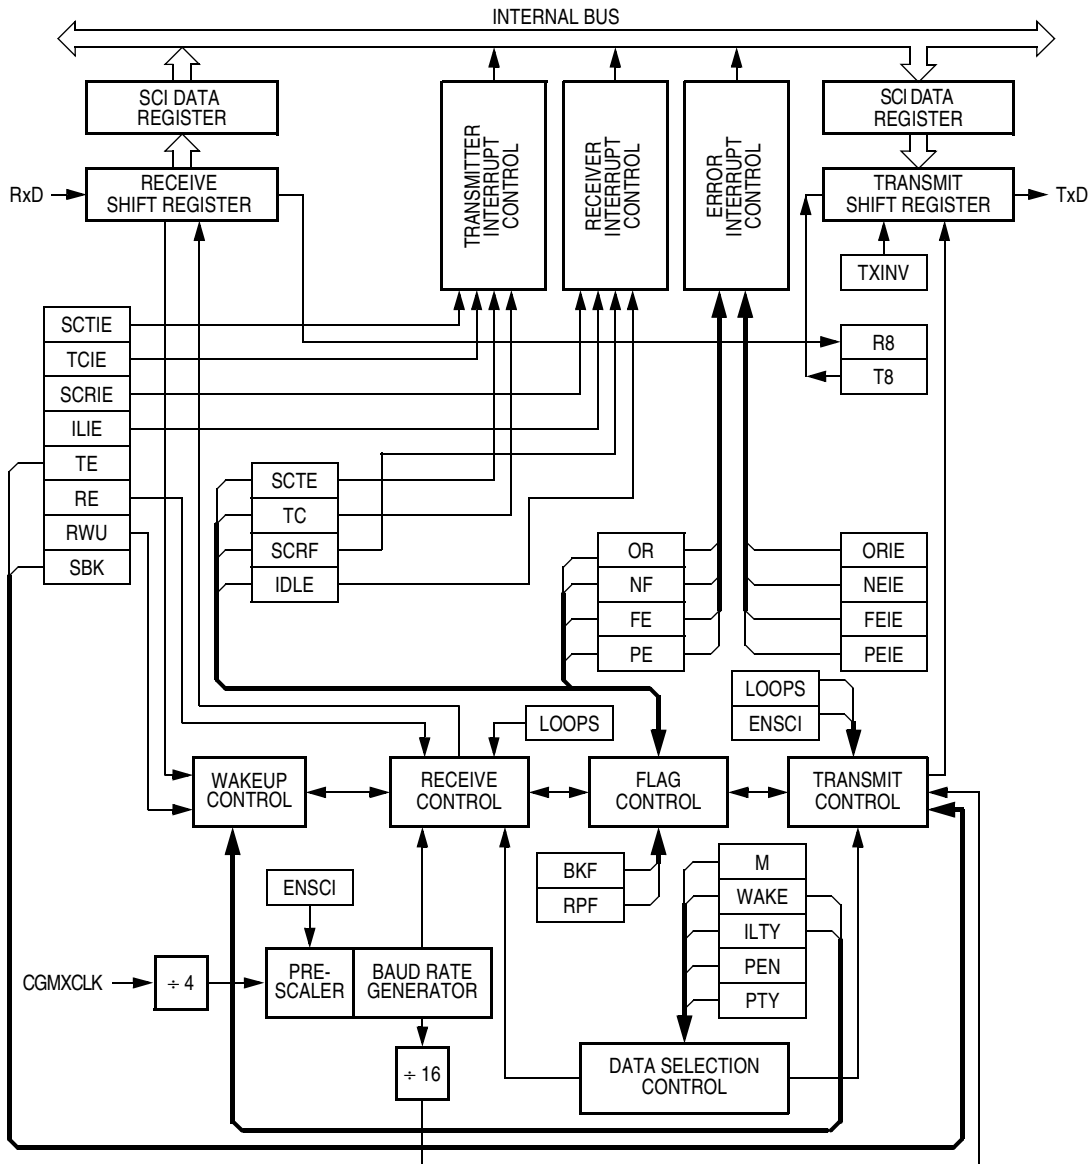 INTERNAL BUS
SCI DATA
REGISTER
SCI DATA
REGISTER
TRANSMITTER
INTERRUPT
CONTROL
RECEIVER
INTERRUPT
CONTROL
ERROR
INTERRUPT
CONTROL
RxD
RECEIVE
SHIFT REGISTER
TRANSMIT
SHIFT REGISTER
TxD
TXINV
SCTIE
TCIE
SCRIE
ILIE
TE
RE
RWU
SBK
R8
T8
SCTE
TC
SCRF
IDLE
OR
NF
FE
PE
ORIE
NEIE
FEIE
PEIE
LOOPS
LOOPS
ENSCI
WAKEUP
CONTROL
RECEIVE
CONTROL
FLAG
CONTROL
TRANSMIT
CONTROL
BKF
RPF
M
WAKE
ILTY
PEN
PTY
ENSCI
CGMXCLK
÷ 4
PRE-
SCALER
BAUD RATE
GENERATOR
÷ 16
DATA SELECTION
CONTROL